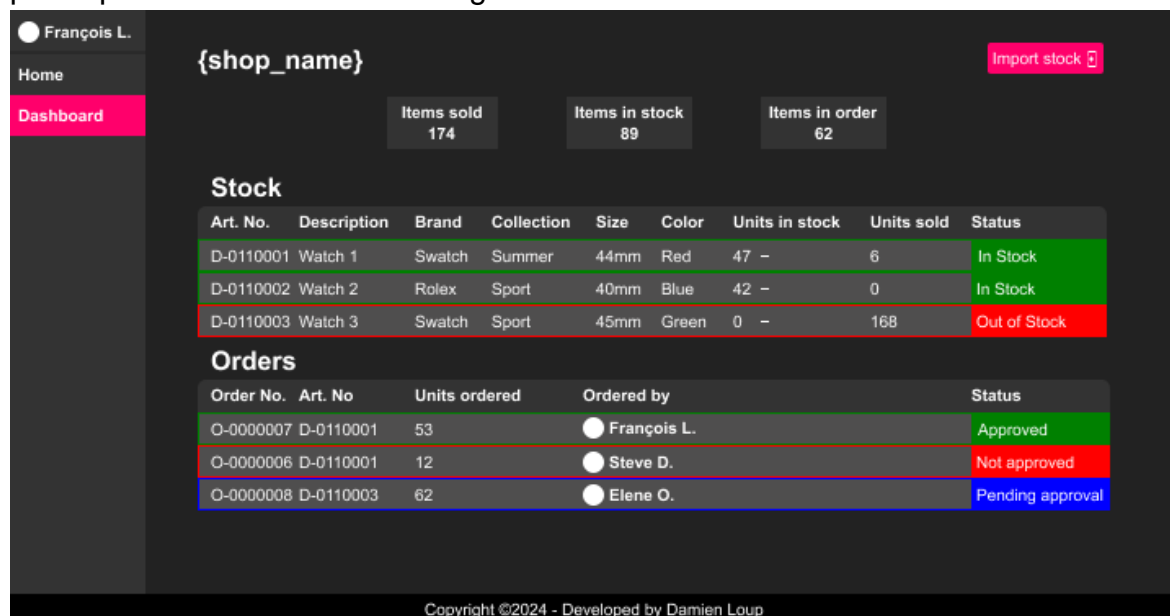 François L.
Home
Dashboard
{shop_name}
Import stock
Items sold
174
Items in stock
89
Items in order
62
Stock
Art. No. Description Brand Collection Size Color Units in stock Units sold Status
D-0110001 Watch 1 Swatch Summer 44mm Red 47 − 6 In Stock
D-0110002 Watch 2 Rolex Sport 40mm Blue 42 − 0 In Stock
D-0110003 Watch 3 Swatch Sport 45mm Green 0 − 168 Out of Stock
Orders
Order No. Art. No Units ordered Ordered by Status
O-0000007 D-0110001 53 François L. Approved
O-0000006 D-0110001 12 Steve D. Not approved
O-0000008 D-0110003 62 Elene O. Pending approval
Copyright ©2024 - Developed by Damien Loup